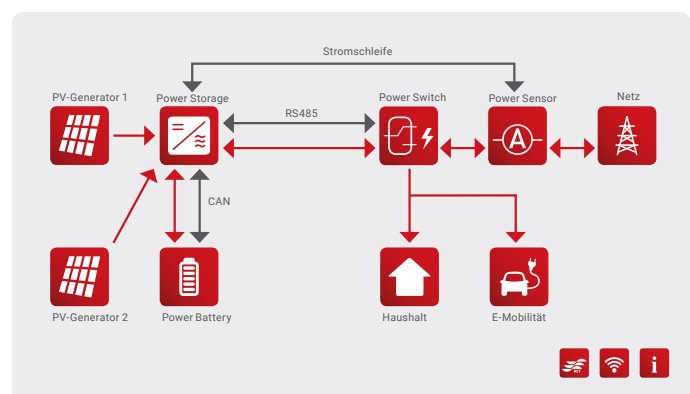 Stromschleife
PV-Generator 1
Power Storage
Power Switch
Power Sensor
Netz
RS485
A
CAN
PV-Generator 2
Power Battery
Haushalt
E-Mobilität
i